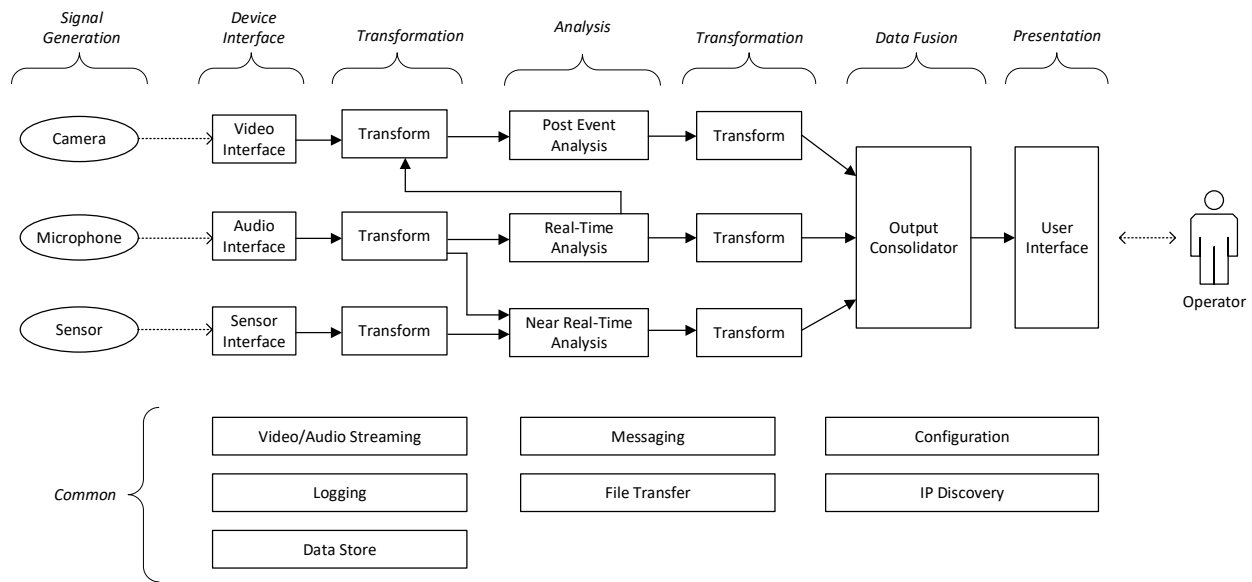 Signal
Generation
Device
Interface
Transformation
Analysis
Transformation
Data Fusion
Presentation
Camera
Video
Interface
Transform
Post Event
Analysis
Transform
Microphone
Audio
Interface
Transform
Real-Time
Analysis
Transform
Output
Consolidator
User
Interface
Operator
Sensor
Sensor
Interface
Transform
Near Real-Time
Analysis
Transform
Common
Video/Audio Streaming
Messaging
Configuration
Logging
File Transfer
IP Discovery
Data Store